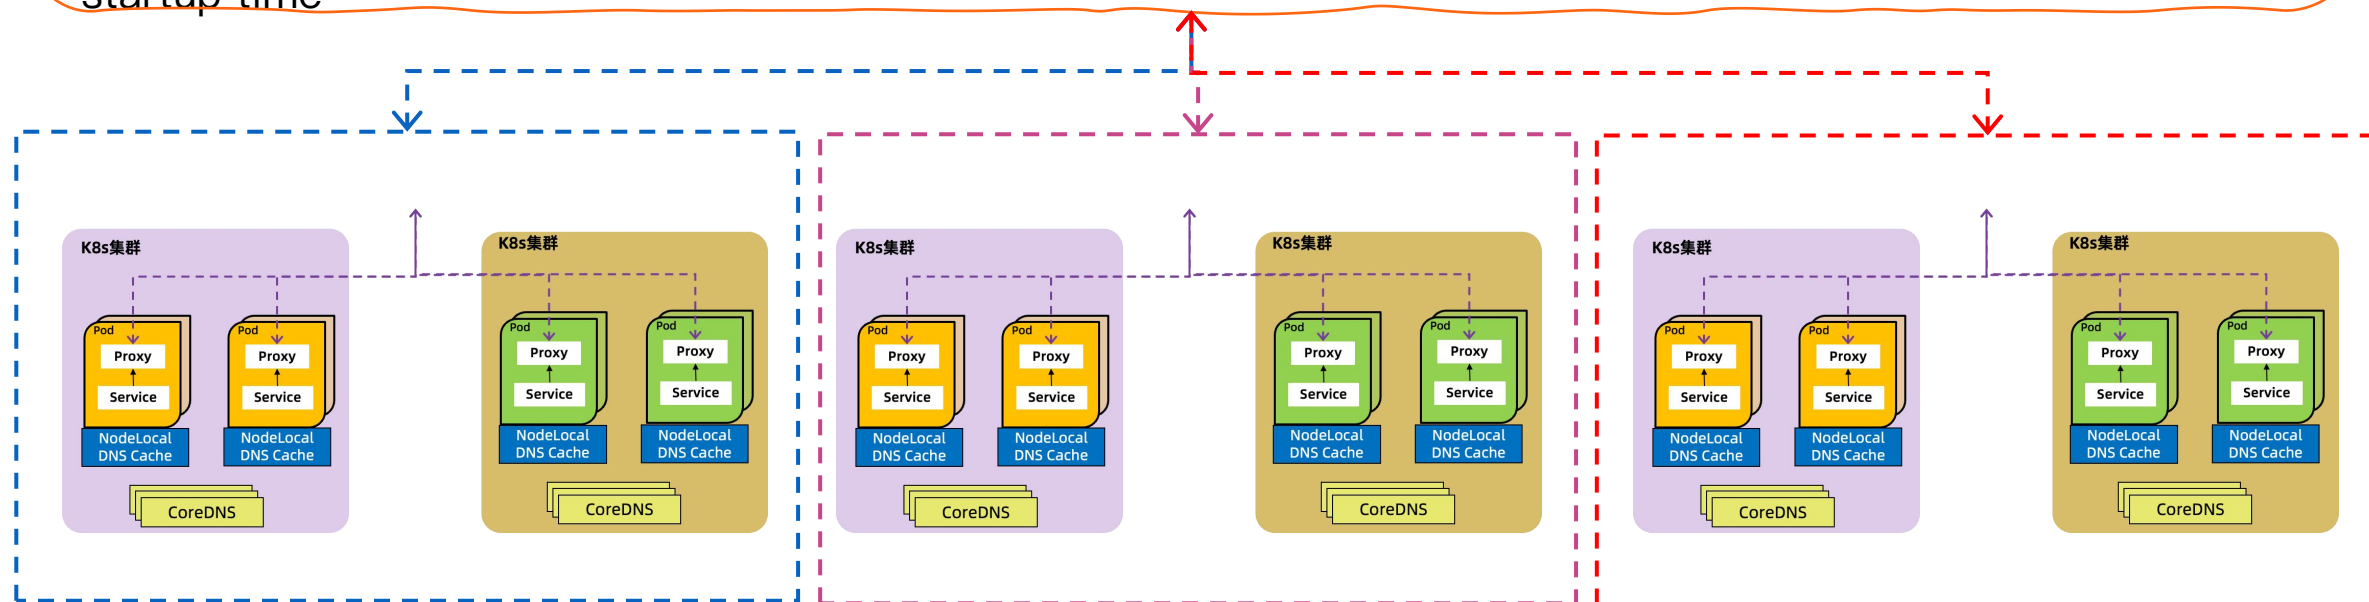 startup time
K8s集群
Pod
Proxy
Service
NodeLocal
DNS Cache
Pod
Proxy
Service
NodeLocal
DNS Cache
CoreDNS
K8s集群
Pod
Proxy
Service
NodeLocal
DNS Cache
Pod
Proxy
Service
NodeLocal
DNS Cache
CoreDNS
K8s集群
Pod
Proxy
Service
NodeLocal
DNS Cache
Pod
Proxy
Service
NodeLocal
DNS Cache
CoreDNS
K8s集群
Pod
Proxy
Service
NodeLocal
DNS Cache
Pod
Proxy
Service
NodeLocal
DNS Cache
CoreDNS
K8s集群
Pod
Proxy
Service
NodeLocal
DNS Cache
Pod
Proxy
Service
NodeLocal
DNS Cache
CoreDNS
K8s集群
Pod
Proxy
Service
NodeLocal
DNS Cache
Pod
Proxy
Service
NodeLocal
DNS Cache
CoreDNS